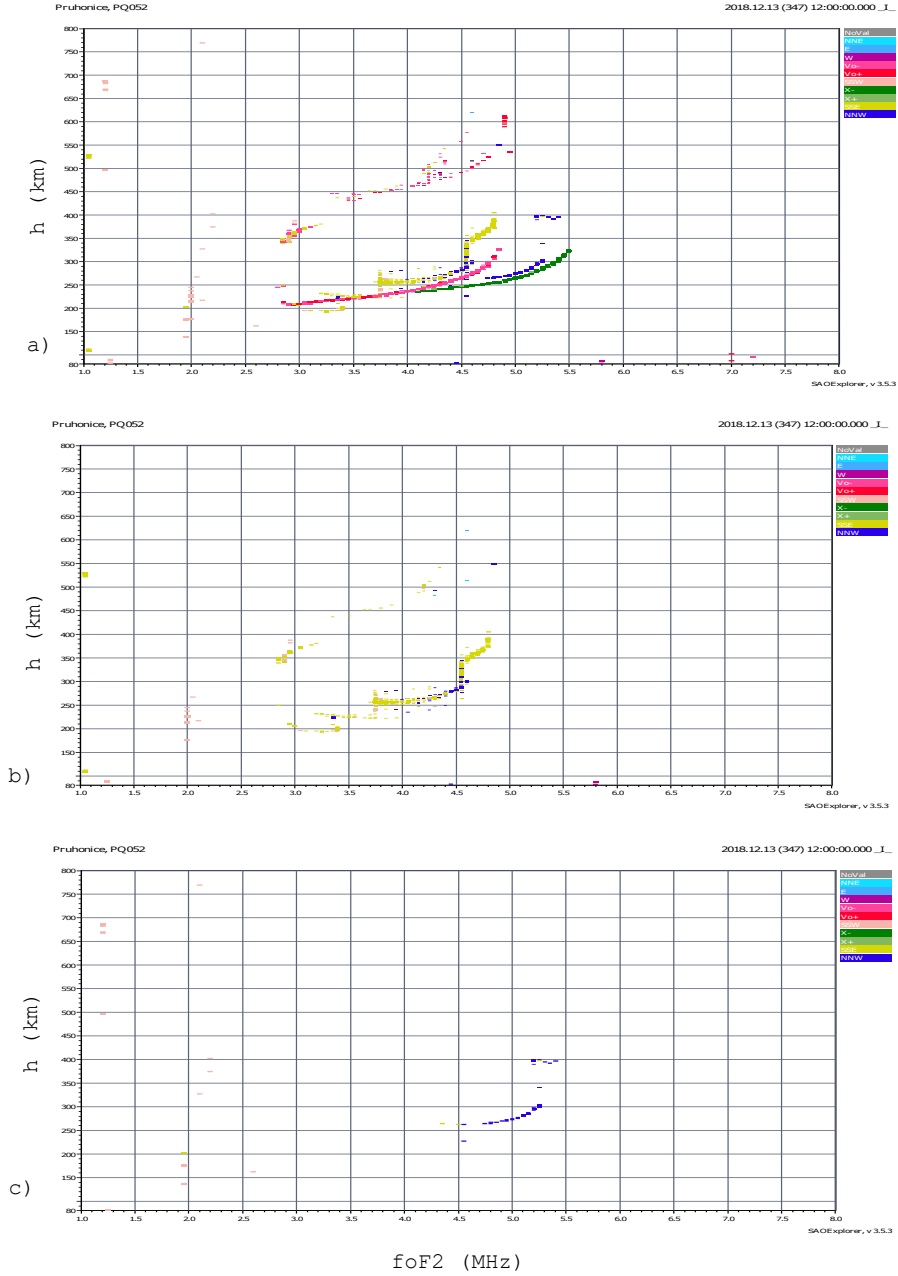 Pruhonice, PQ052 2018.12.13 (347) 12:00:00.000 _I_
800
750
700
650
600
550
500
450
400
350
300
250
200
150
80
h (km)
a)
1.0 1.5 2.0 2.5 3.0 3.5 4.0 4.5 5.0 5.5 6.0 6.5 7.0 7.5 8.0
NoVal
NNE
E
W
Vo-
Vo+
SSW
X-
X+
SSE
NNW
SAOExplorer, v 3.5.3
Pruhonice, PQ052 2018.12.13 (347) 12:00:00.000 _I_
800
750
700
650
600
550
500
450
400
350
300
250
200
150
80
h (km)
b)
1.0 1.5 2.0 2.5 3.0 3.5 4.0 4.5 5.0 5.5 6.0 6.5 7.0 7.5 8.0
NoVal
NNE
E
W
Vo-
Vo+
SSW
X-
X+
SSE
NNW
SAOExplorer, v 3.5.3
Pruhonice, PQ052 2018.12.13 (347) 12:00:00.000 _I_
800
750
700
650
600
550
500
450
400
350
300
250
200
150
80
h (km)
c)
1.0 1.5 2.0 2.5 3.0 3.5 4.0 4.5 5.0 5.5 6.0 6.5 7.0 7.5 8.0
NoVal
NNE
E
W
Vo-
Vo+
SSW
X-
X+
SSE
NNW
SAOExplorer, v 3.5.3
foF2 (MHz)